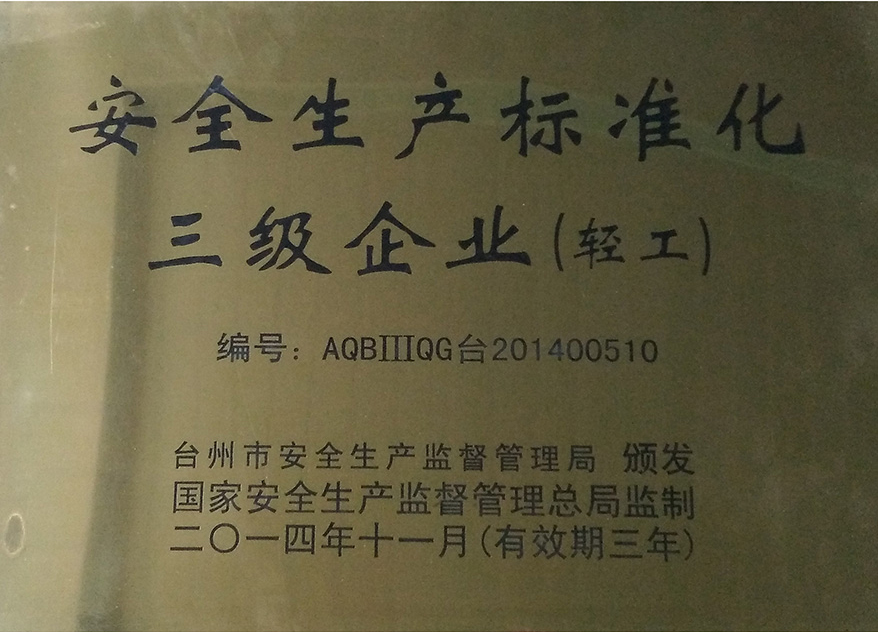 安全生产标准化
三级企业(轻工)
编号：AQBⅢQG台201400510
台州市安全生产监督管理局 颁发
国家安全生产监督管理总局监制
二〇一四年十一月(有效期三年)